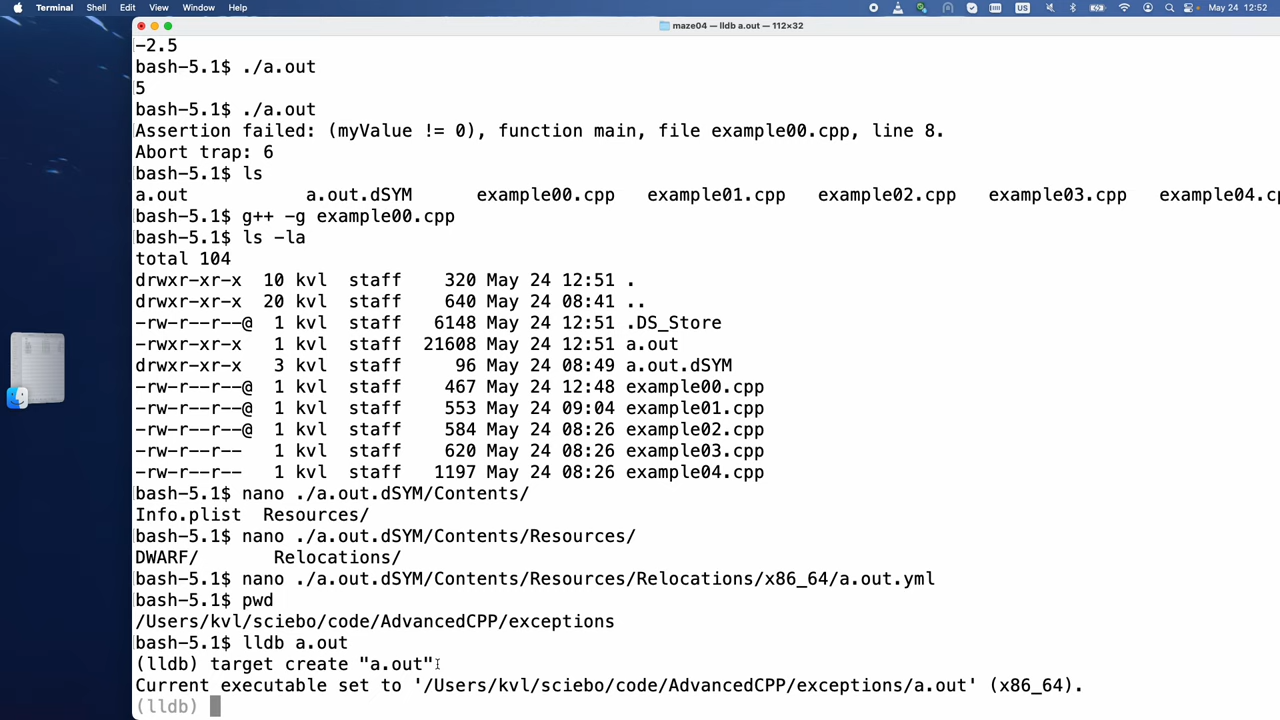 Terminal Shell Edit View Window Help US May 24 12:52
maze04 — lldb a.out — 112×32
-2.5
bash-5.1$ ./a.out
5
bash-5.1$ ./a.out
Assertion failed: (myValue != 0), function main, file example00.cpp, line 8.
Abort trap: 6
bash-5.1$ ls
a.out a.out.dSYM example00.cpp example01.cpp example02.cpp example03.cpp example04.cp
bash-5.1$ g++ -g example00.cpp
bash-5.1$ ls -la
total 104
drwxr-xr-x 10 kvl staff 320 May 24 12:51 .
drwxr-xr-x 20 kvl staff 640 May 24 08:41 ..
-rw-r--r--@ 1 kvl staff 6148 May 24 12:51 .DS_Store
-rwxr-xr-x 1 kvl staff 21608 May 24 12:51 a.out
drwxr-xr-x 3 kvl staff 96 May 24 08:49 a.out.dSYM
-rw-r--r--@ 1 kvl staff 467 May 24 12:48 example00.cpp
-rw-r--r--@ 1 kvl staff 553 May 24 09:04 example01.cpp
-rw-r--r--@ 1 kvl staff 584 May 24 08:26 example02.cpp
-rw-r--r-- 1 kvl staff 620 May 24 08:26 example03.cpp
-rw-r--r-- 1 kvl staff 1197 May 24 08:26 example04.cpp
bash-5.1$ nano ./a.out.dSYM/Contents/
Info.plist Resources/
bash-5.1$ nano ./a.out.dSYM/Contents/Resources/
DWARF/ Relocations/
bash-5.1$ nano ./a.out.dSYM/Contents/Resources/Relocations/x86_64/a.out.yml
bash-5.1$ pwd
/Users/kvl/sciebo/code/AdvancedCPP/exceptions
bash-5.1$ lldb a.out
(lldb) target create "a.out"
Current executable set to '/Users/kvl/sciebo/code/AdvancedCPP/exceptions/a.out' (x86_64).
(lldb)